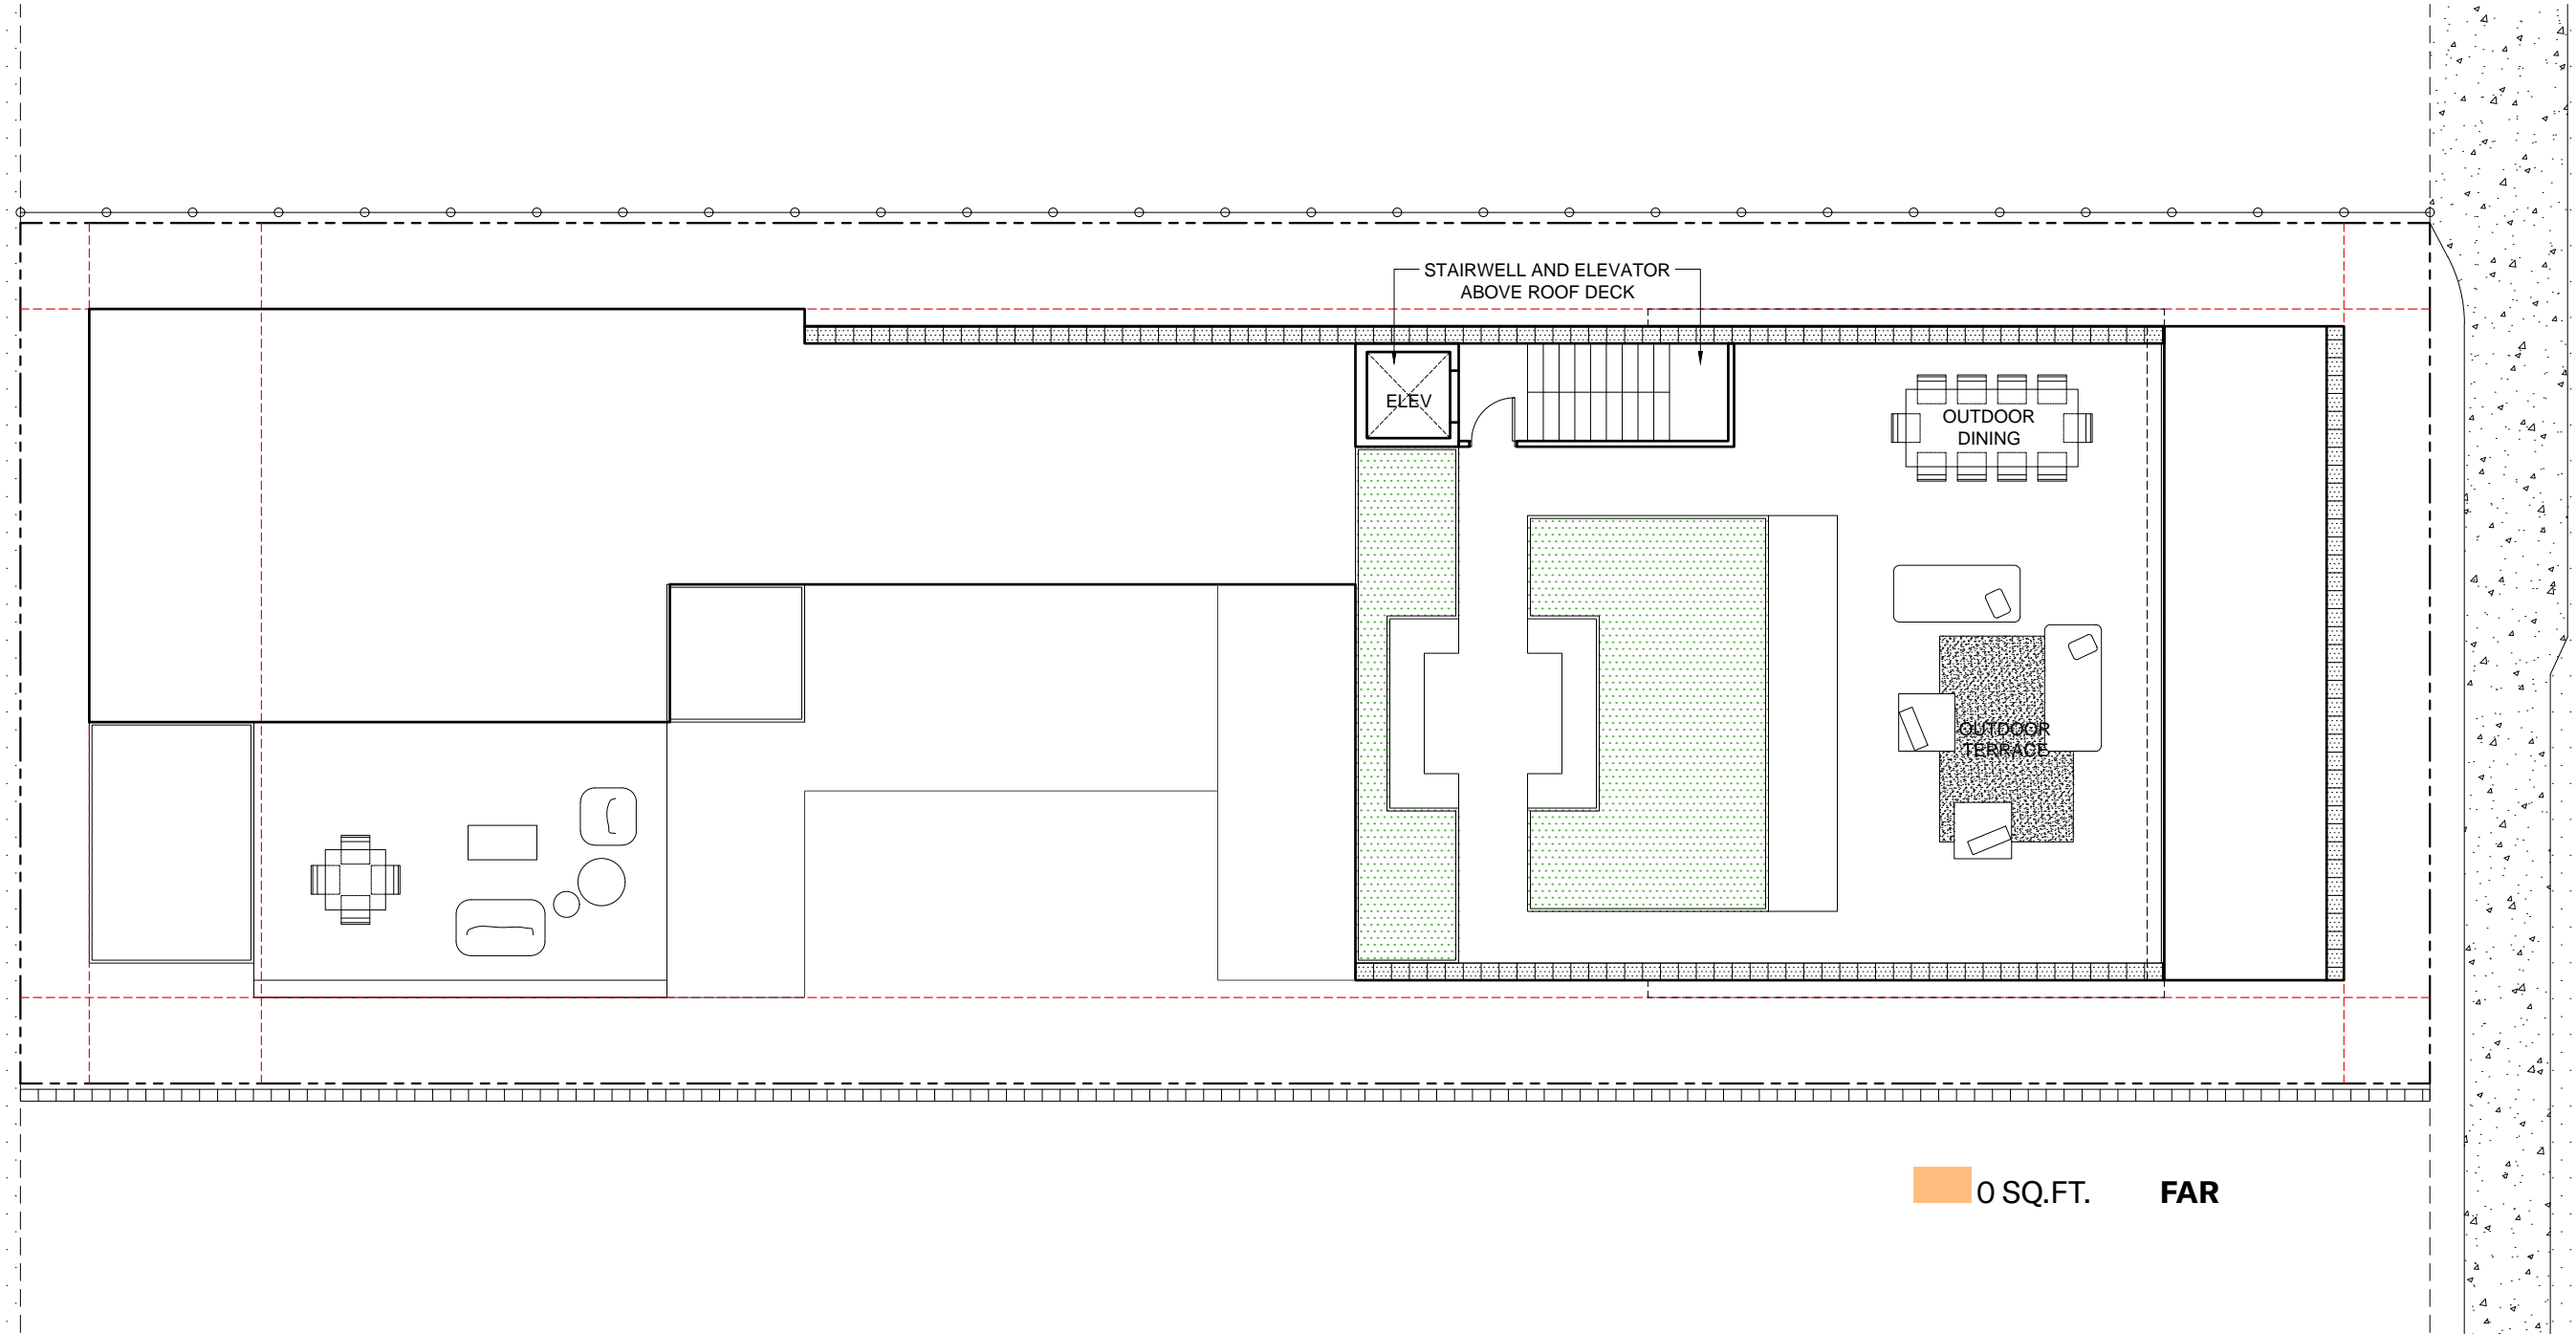 STAIRWELL AND ELEVATOR
ABOVE ROOF DECK
ELEV
OUTDOOR
DINING
OUTDOOR
TERRACE
0 SQ.FT. FAR